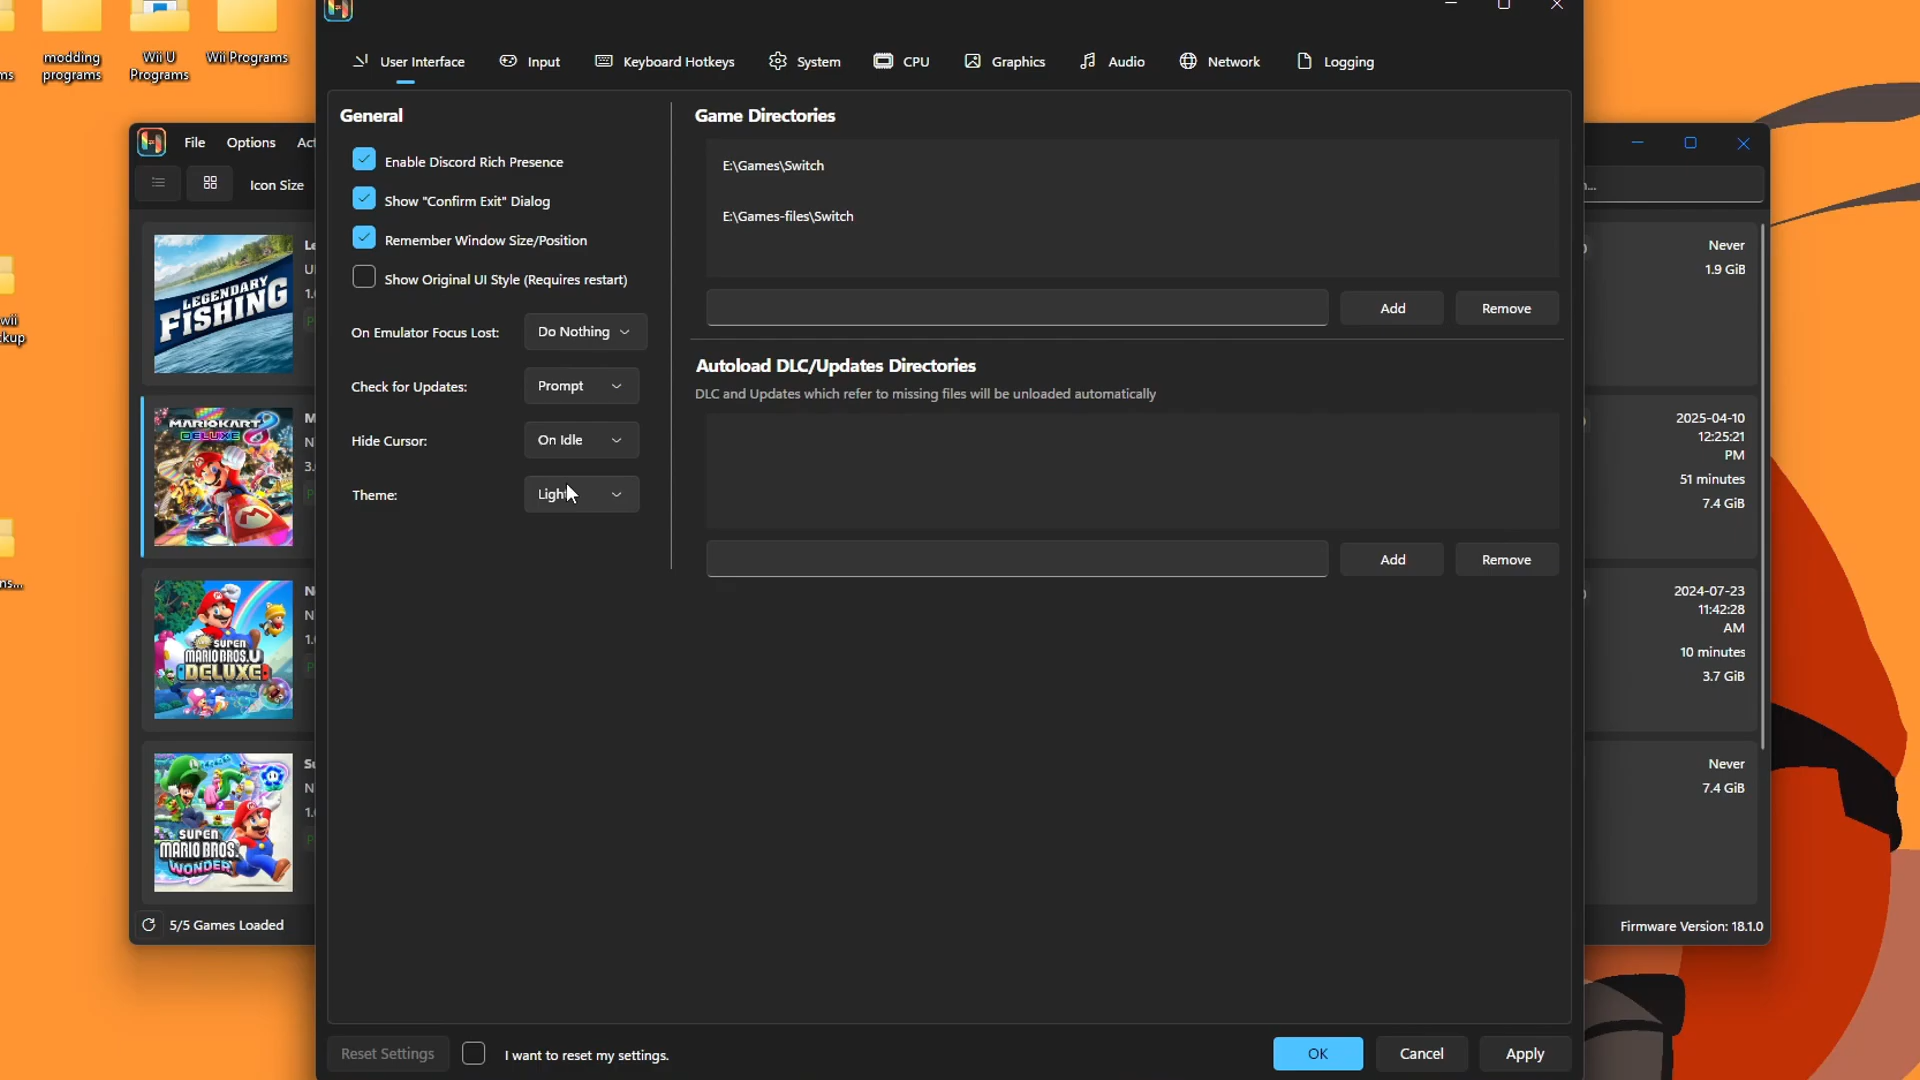 modding
programs
Wii U
Programs
Wii Programs
wii
ns...
File
Options
Icon Size
LEGENDARY
FISHING
MARIOKART 8
DELUXE
NEW
SUPER
MARIO BROS. U
DELUXE
SUPER
MARIO BROS.
WONDER
5/5 Games Loaded
User Interface
Input
Keyboard Hotkeys
System
CPU
Graphics
Audio
Network
Logging
General
Enable Discord Rich Presence
Show "Confirm Exit" Dialog
Remember Window Size/Position
Show Original UI Style (Requires restart)
On Emulator Focus Lost:
Do Nothing
Check for Updates:
Prompt
Hide Cursor:
On Idle
Theme:
Light
Game Directories
E:\Games\Switch
E:\Games-files\Switch
Add
Remove
Autoload DLC/Updates Directories
DLC and Updates which refer to missing files will be unloaded automatically
Add
Remove
Reset Settings
I want to reset my settings.
OK
Cancel
Apply
Never
1.9 GiB
2025-04-10
12:25:21
PM
51 minutes
7.4 GiB
2024-07-23
11:42:28
AM
10 minutes
3.7 GiB
Never
7.4 GiB
Firmware Version: 18.1.0